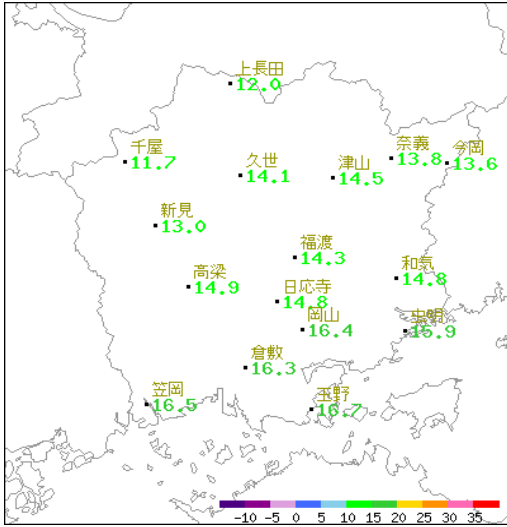 上長田
12.0
千屋
11.7
久世
14.1
津山
14.5
奈義
13.8
今岡
13.6
新見
13.0
福渡
14.3
高梁
14.9
和気
14.8
日応寺
14.8
岡山
16.4
虫明
15.9
倉敷
16.3
笠岡
16.5
玉野
16.7
-10 -5 0 5 10 15 20 25 30 35